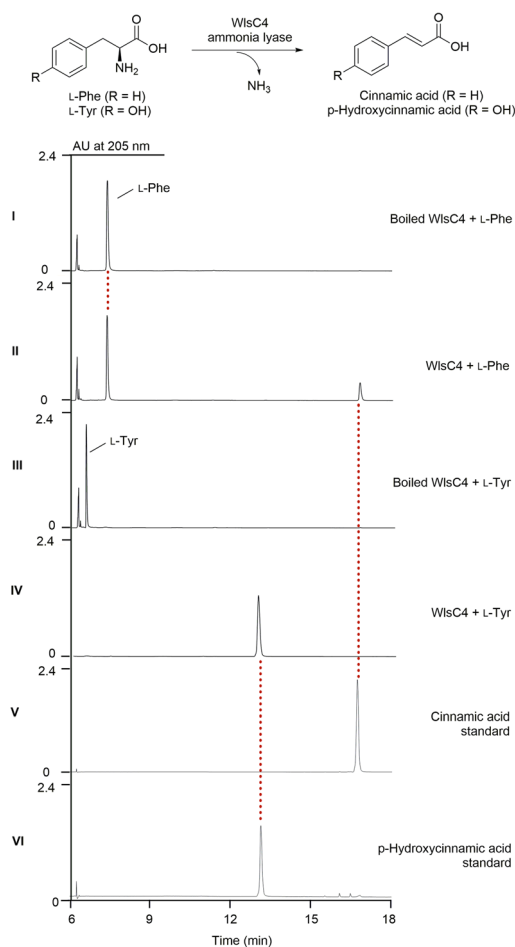 O
OH
NH2
R
WlsC4
ammonia lyase
NH3
O
OH
R
L-Phe (R = H)
L-Tyr (R = OH)
Cinnamic acid (R = H)
p-Hydroxycinnamic acid (R = OH)
2.4
AU at 205 nm
L-Phe
I
Boiled WlsC4 + L-Phe
0
2.4
II
WlsC4 + L-Phe
0
2.4
L-Tyr
III
Boiled WlsC4 + L-Tyr
0
2.4
IV
WlsC4 + L-Tyr
0
2.4
V
Cinnamic acid
standard
0
2.4
VI
p-Hydroxycinnamic acid
standard
0
6 9 12 15 18
Time (min)